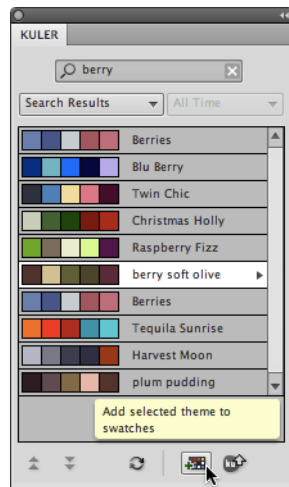 KULER
berry
Search Results All Time
Berries
Blu Berry
Twin Chic
Christmas Holly
Raspberry Fizz
berry soft olive
Berries
Tequila Sunrise
Harvest Moon
plum pudding
Add selected theme to
swatches